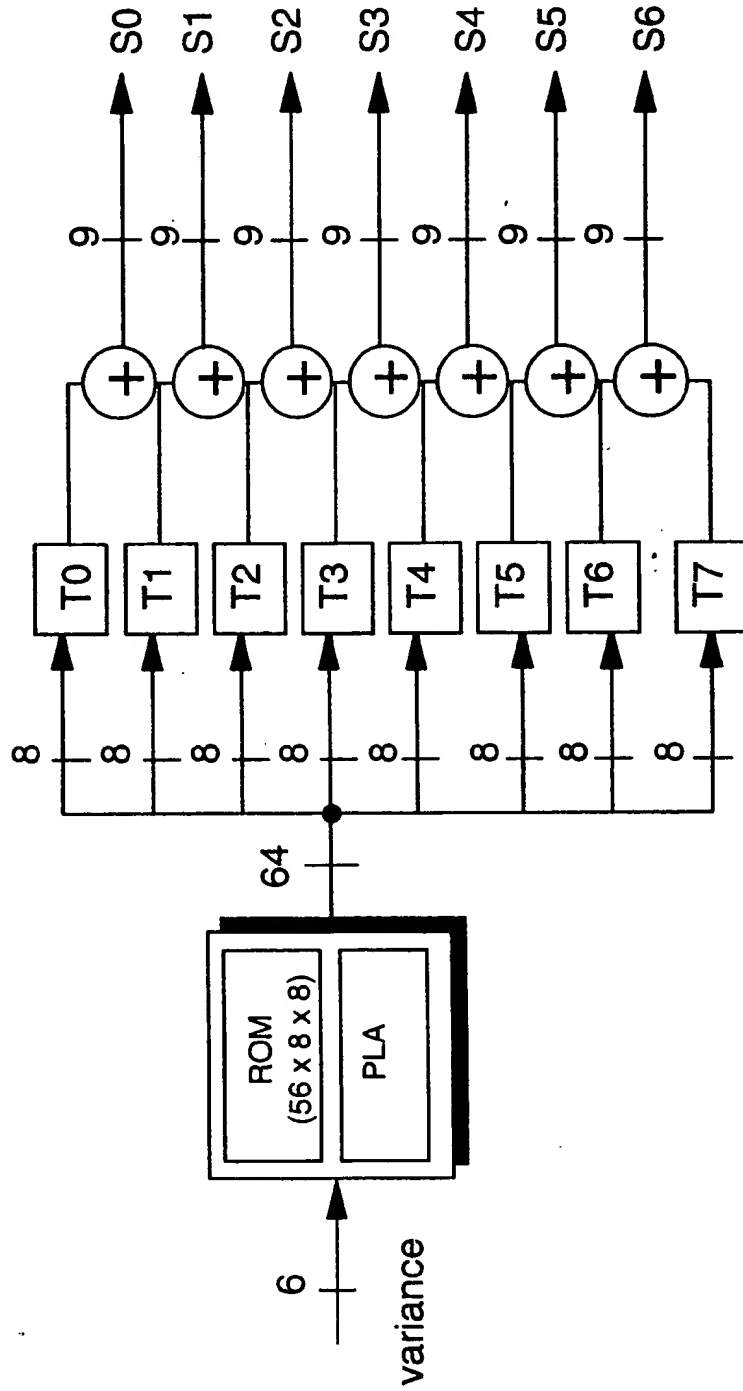 variance
6
ROM
(56 x 8 x 8)
PLA
64
8
8
8
8
8
8
8
8
T0
T1
T2
T3
T4
T5
T6
T7
+
+
+
+
+
+
+
9
9
9
9
9
9
9
S0
S1
S2
S3
S4
S5
S6